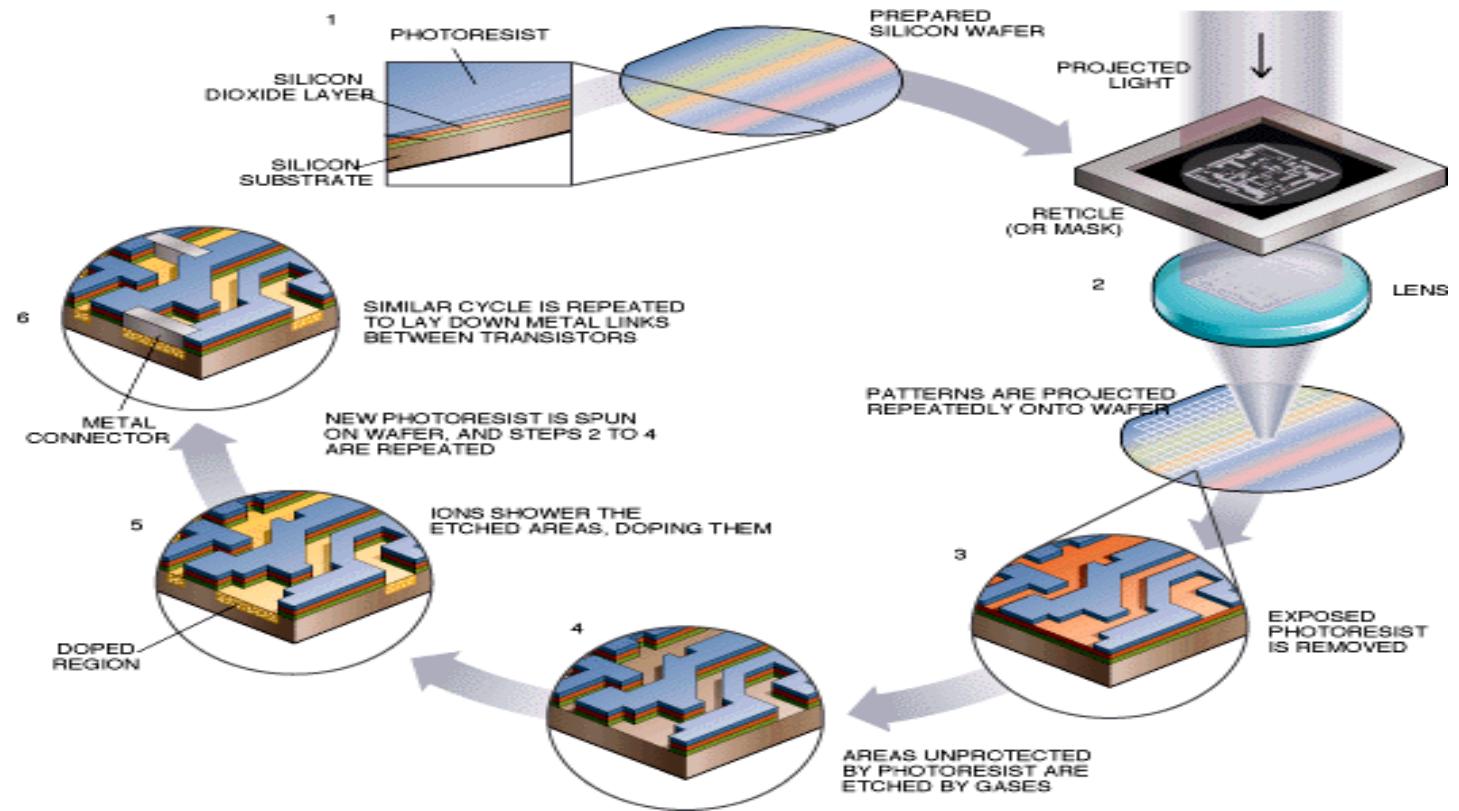 1
PHOTORESIST
SILICON
DIOXIDE LAYER
SILICON
SUBSTRATE
PREPARED
SILICON WAFER
PROJECTED
LIGHT
RETICLE
(OR MASK)
2
LENS
PATTERNS ARE PROJECTED
REPEATEDLY ONTO WAFER
3
EXPOSED
PHOTORESIST
IS REMOVED
4
AREAS UNPROTECTED
BY PHOTORESIST ARE
ETCHED BY GASES
5
IONS SHOWER THE
ETCHED AREAS, DOPING THEM
DOPED
REGION
NEW PHOTORESIST IS SPUN
ON WAFER, AND STEPS 2 TO 4
ARE REPEATED
6
SIMILAR CYCLE IS REPEATED
TO LAY DOWN METAL LINKS
BETWEEN TRANSISTORS
METAL
CONNECTOR